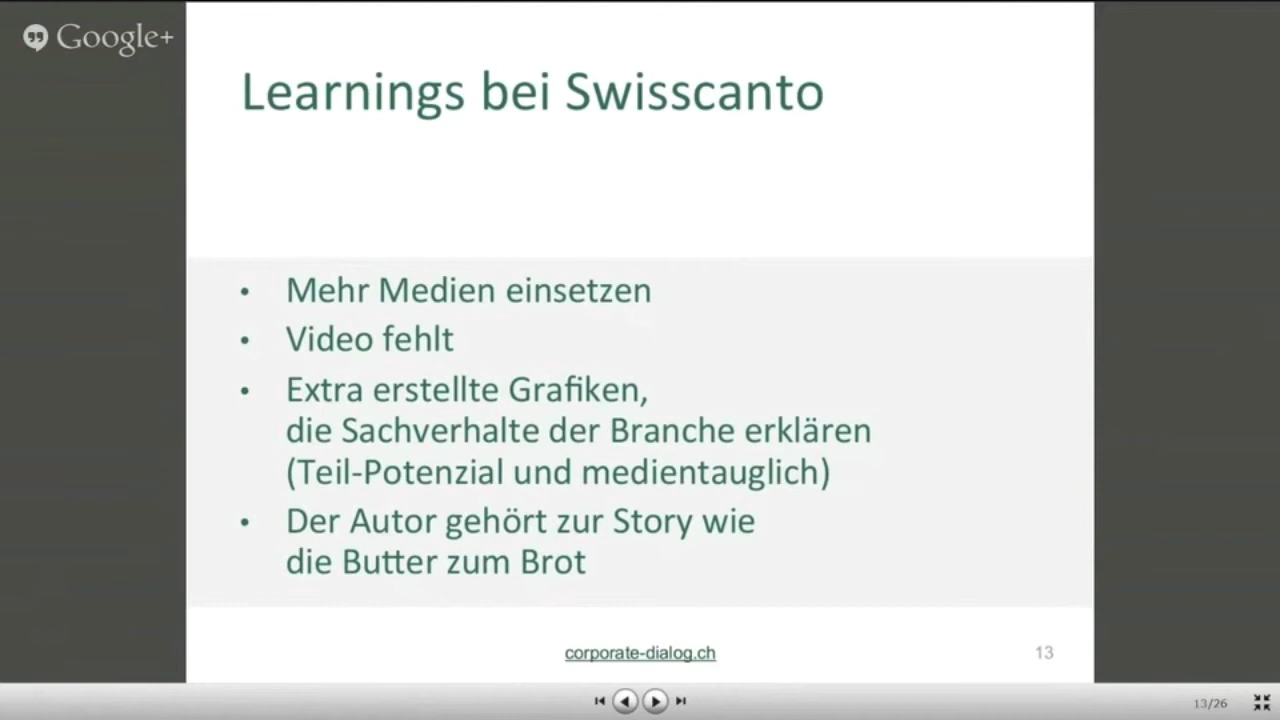 Google+
Learnings bei Swisscanto
• Mehr Medien einsetzen
• Video fehlt
• Extra erstellte Grafiken,
die Sachverhalte der Branche erklären
(Teil-Potenzial und medientauglich)
• Der Autor gehört zur Story wie
die Butter zum Brot
corporate-dialog.ch
13
13/26